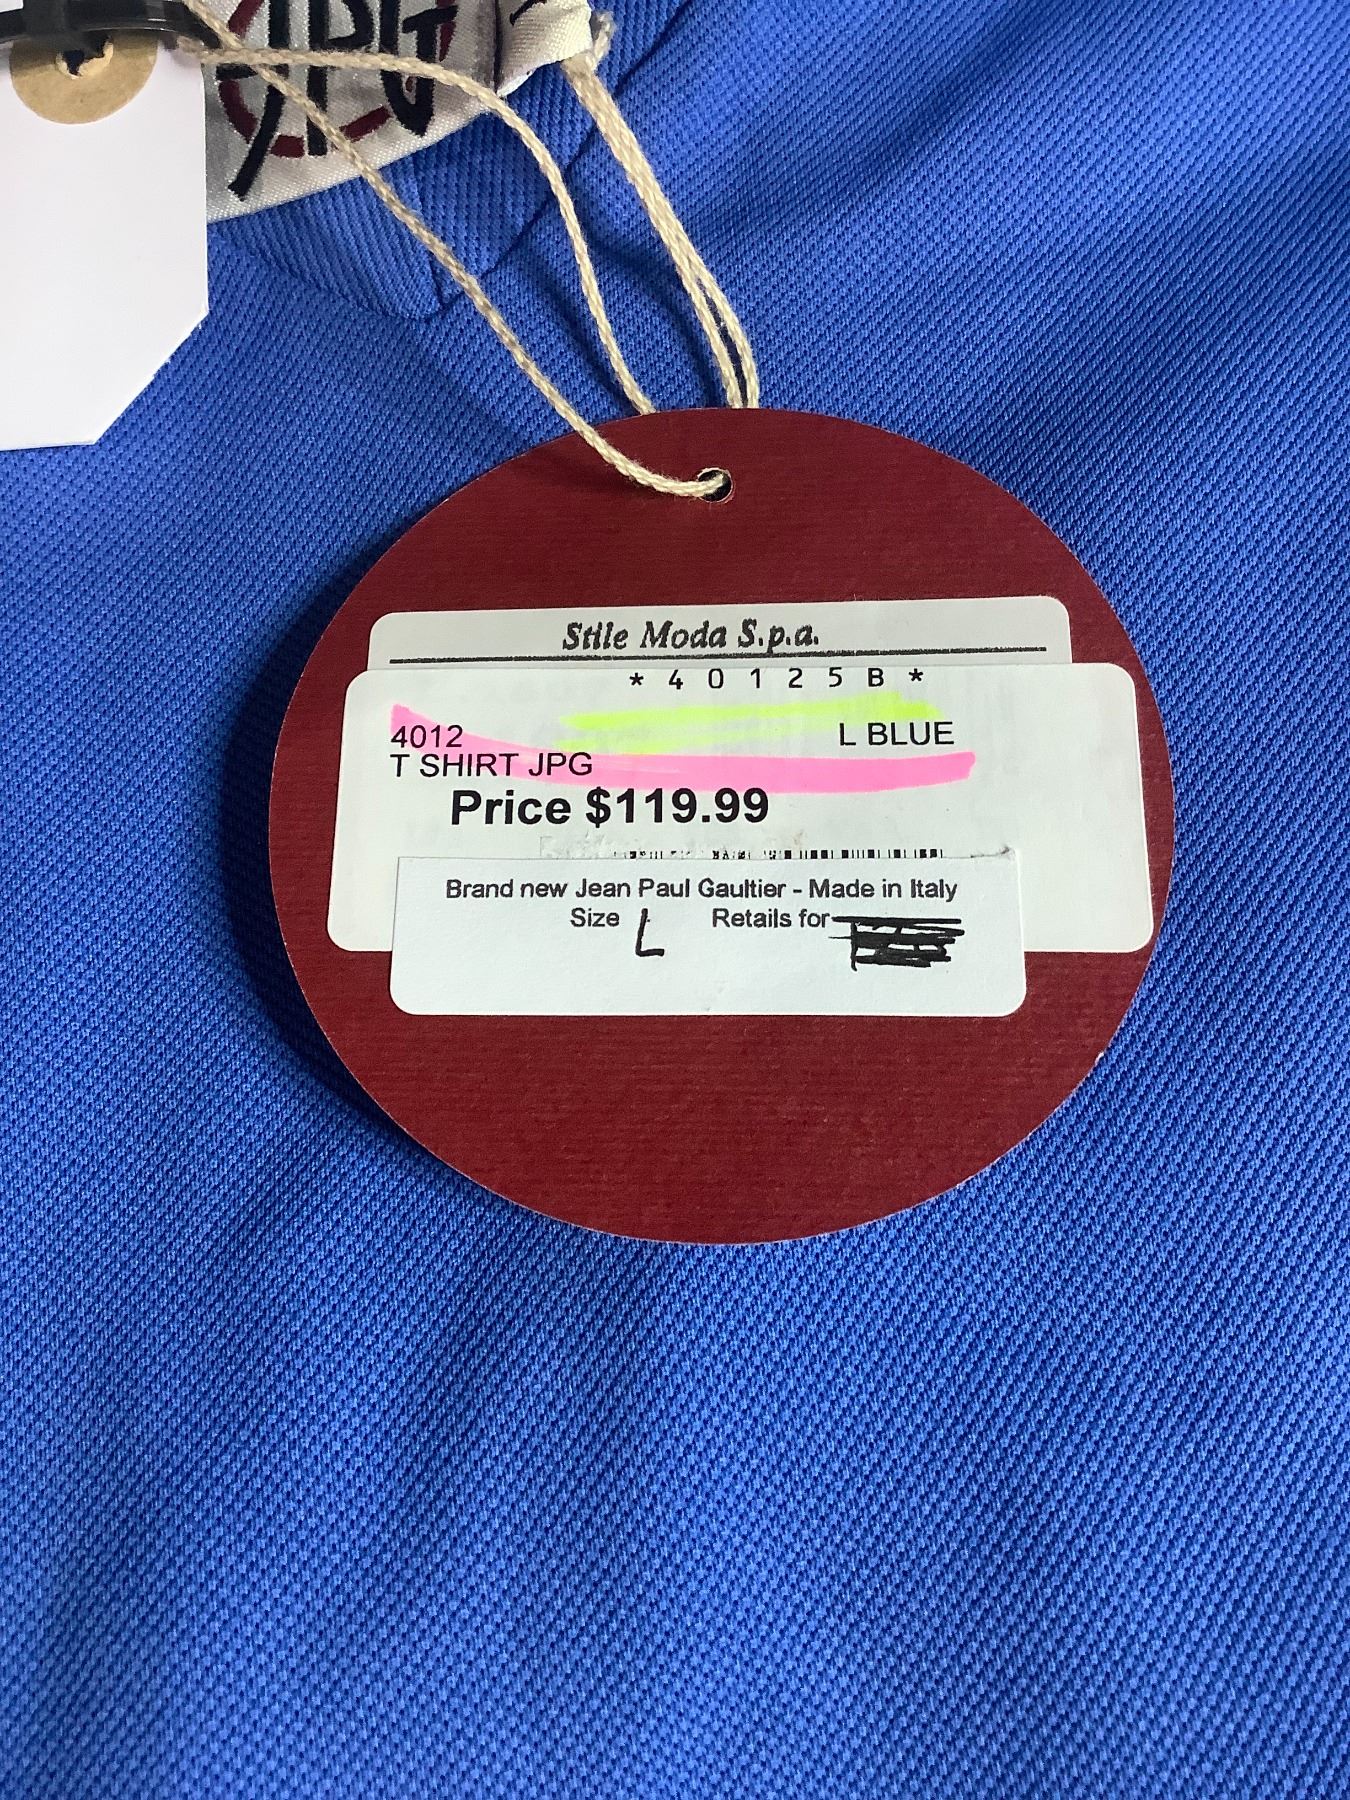 JPG
Stile Moda S.p.a.
* 4 0 1 2 5 B *
4012 L BLUE
T SHIRT JPG
Price $119.99
Brand new Jean Paul Gaultier - Made in Italy
Size L Retails for